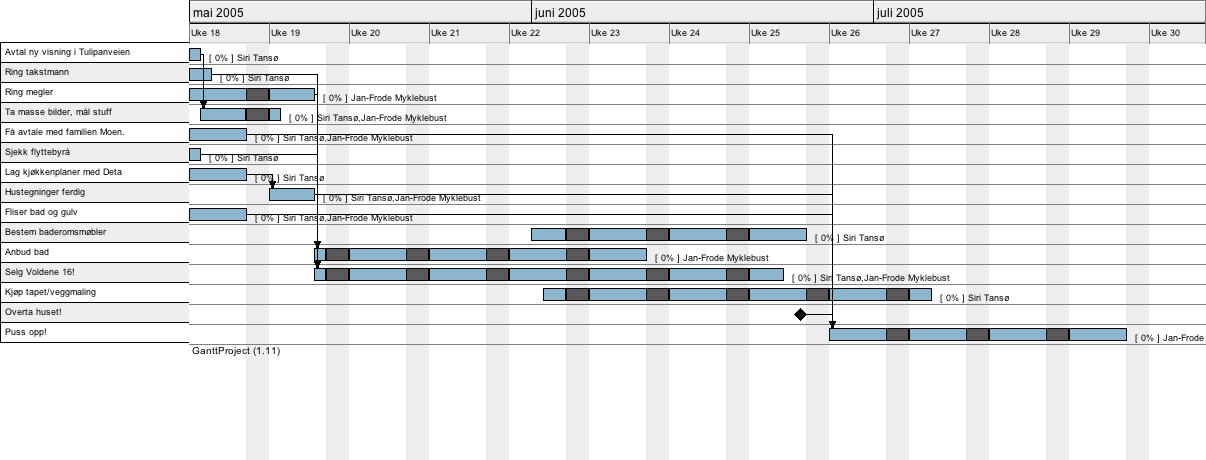 mai 2005 juni 2005 juli 2005
Uke 18 Uke 19 Uke 20 Uke 21 Uke 22 Uke 23 Uke 24 Uke 25 Uke 26 Uke 27 Uke 28 Uke 29 Uke 30
Avtal ny visning i Tulipanveien [ 0% ] Siri Tansø
Ring takstmann [ 0% ] Siri Tansø
Ring megler [ 0% ] Jan-Frode Myklebust
Ta masse bilder, mål stuff [ 0% ] Siri Tansø,Jan-Frode Myklebust
Få avtale med familien Moen. [ 0% ] Siri Tansø,Jan-Frode Myklebust
Sjekk flyttebyrå [ 0% ] Siri Tansø
Lag kjøkkenplaner med Deta [ 0% ] Siri Tansø
Hustegninger ferdig [ 0% ] Siri Tansø,Jan-Frode Myklebust
Fliser bad og gulv [ 0% ] Siri Tansø,Jan-Frode Myklebust
Bestem baderomsmøbler [ 0% ] Siri Tansø
Anbud bad [ 0% ] Jan-Frode Myklebust
Selg Voldene 16! [ 0% ] Siri Tansø,Jan-Frode Myklebust
Kjøp tapet/veggmaling [ 0% ] Siri Tansø
Overta huset!
Puss opp! [ 0% ] Jan-Frode
GanttProject (1.11)